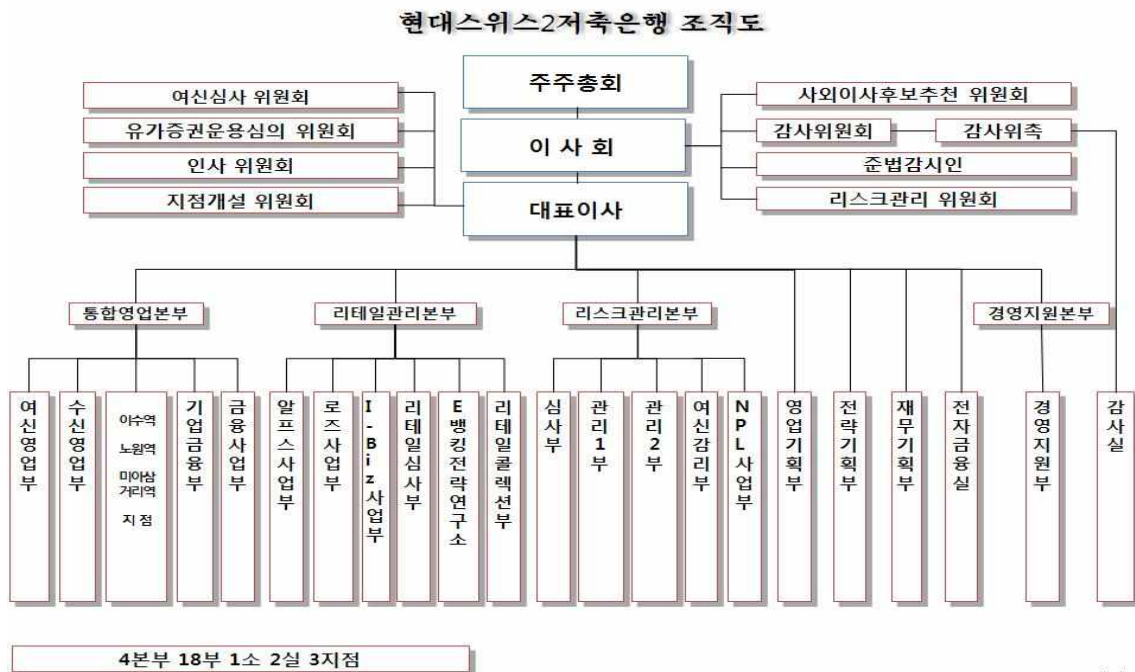 현대스위스2저축은행 조직도
주주총회
이 사 회
대표이사
여신심사 위원회
유가증권운용심의 위원회
인사 위원회
지점개설 위원회
사외이사후보추천 위원회
감사위원회
감사위촉
준법감시인
리스크관리 위원회
통합영업본부
리테일관리본부
리스크관리본부
경영지원본부
여신영업부
수신영업부
이수역
노원역
미아삼
거리역
지 점
기업금융부
금융사업부
알프스사업부
로즈사업부
I-Biz사업부
리테일심사부
E뱅킹전략연구소
리테일콜렉션부
심사부
관리1부
관리2부
여신감리부
NPL사업부
영업기획부
전략기획부
재무기획부
전자금융실
경영지원부
감사실
4본부 18부 1소 2실 3지점